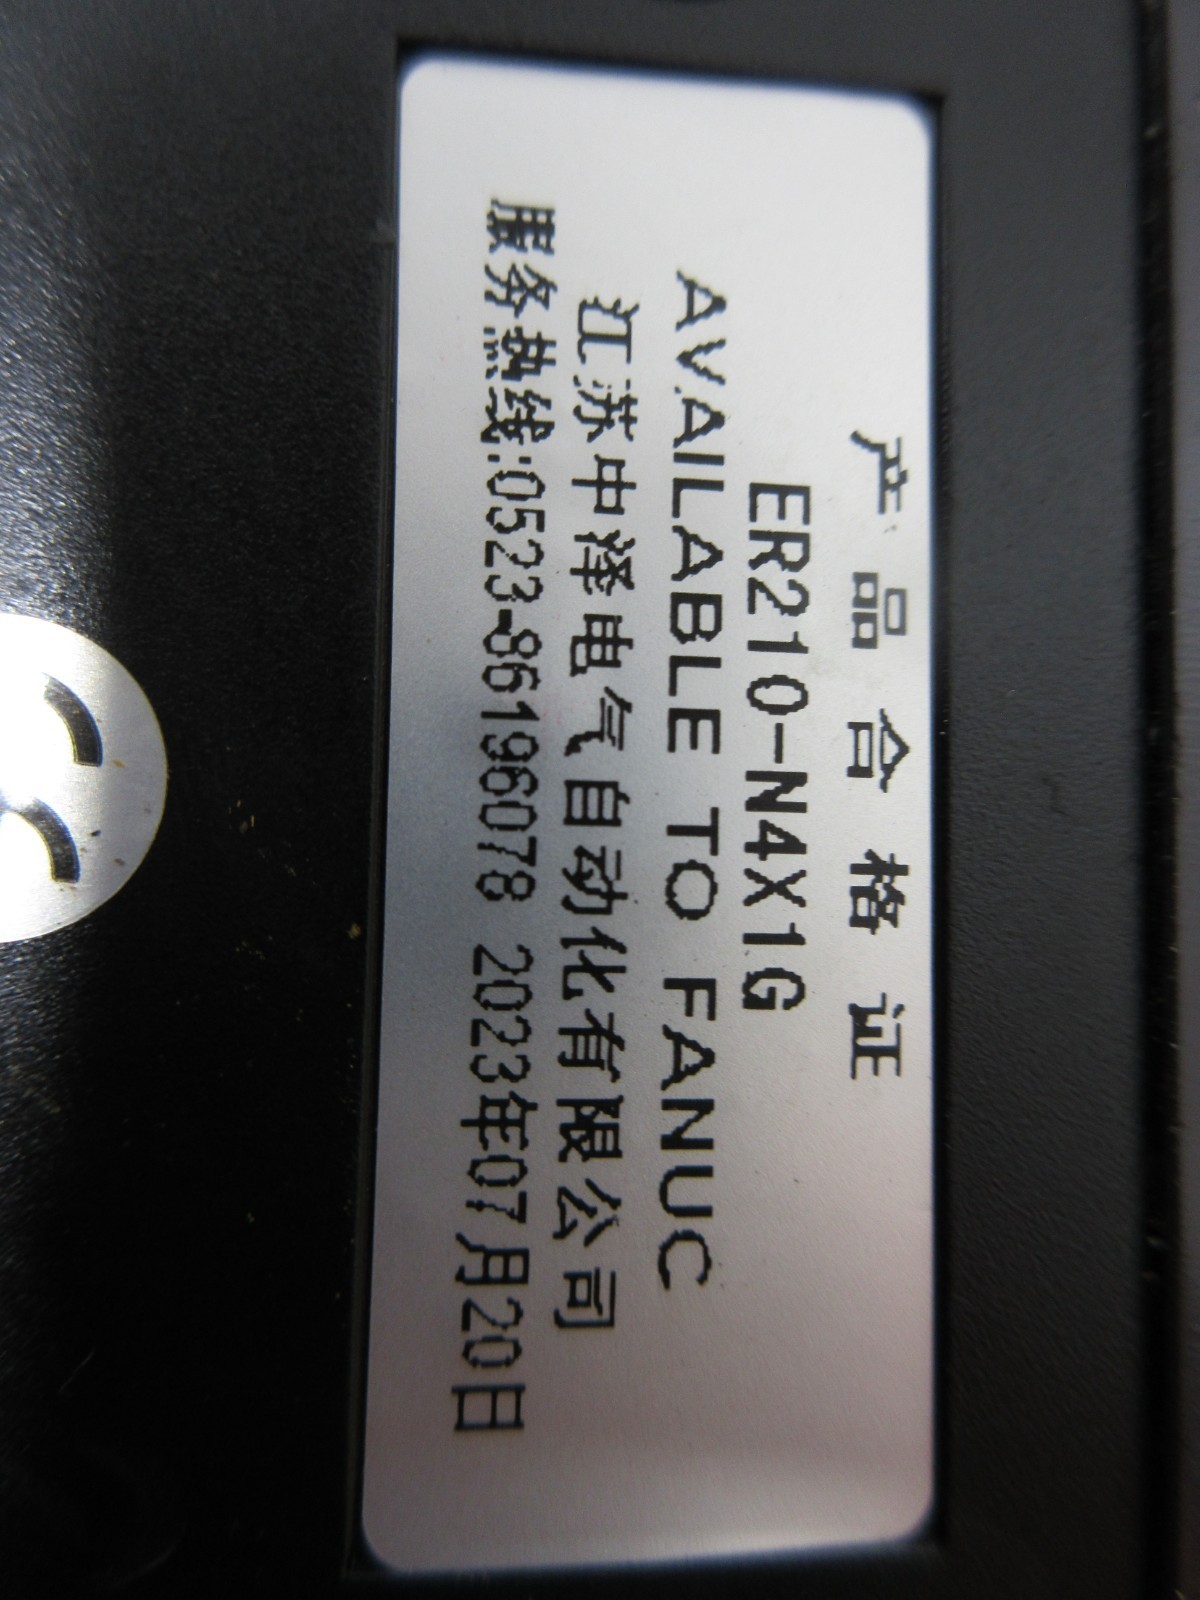 产品合格证
ER210-N4X1G
AVAILABLE TO FANUC
江苏中泽电气自动化有限公司
服务热线:0523-86196078 2023年07月20日
CE